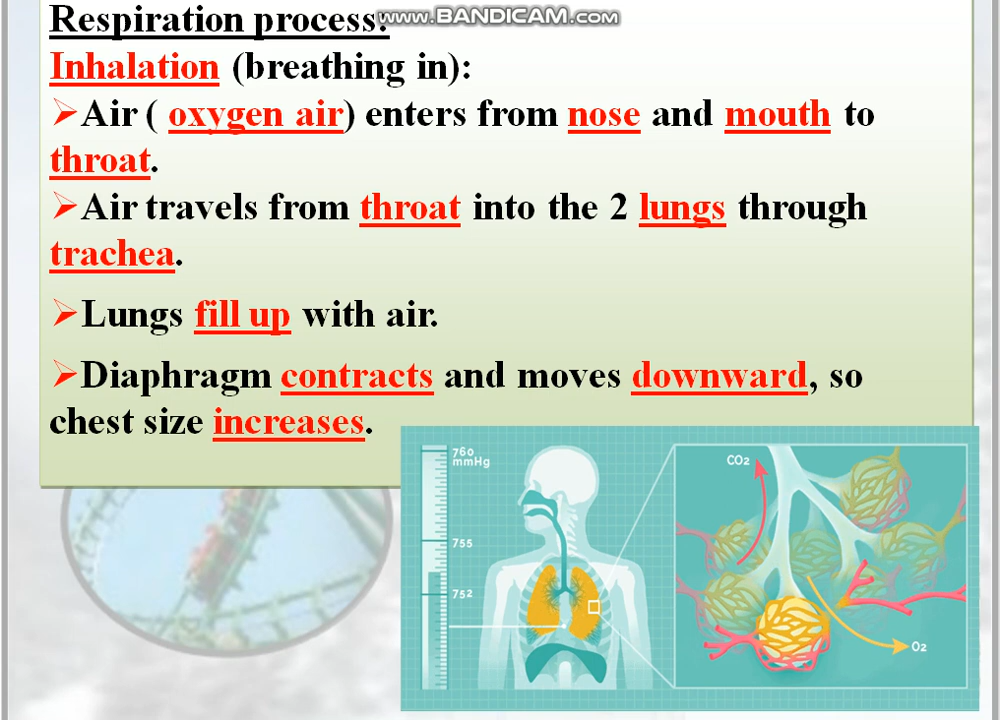 Respiration process:
www.BANDICAM.com
Inhalation (breathing in):
➢Air ( oxygen air) enters from nose and mouth to
throat.
➢Air travels from throat into the 2 lungs through
trachea.
➢Lungs fill up with air.
➢Diaphragm contracts and moves downward, so
chest size increases.
760
mmHg
755
752
CO2
O2